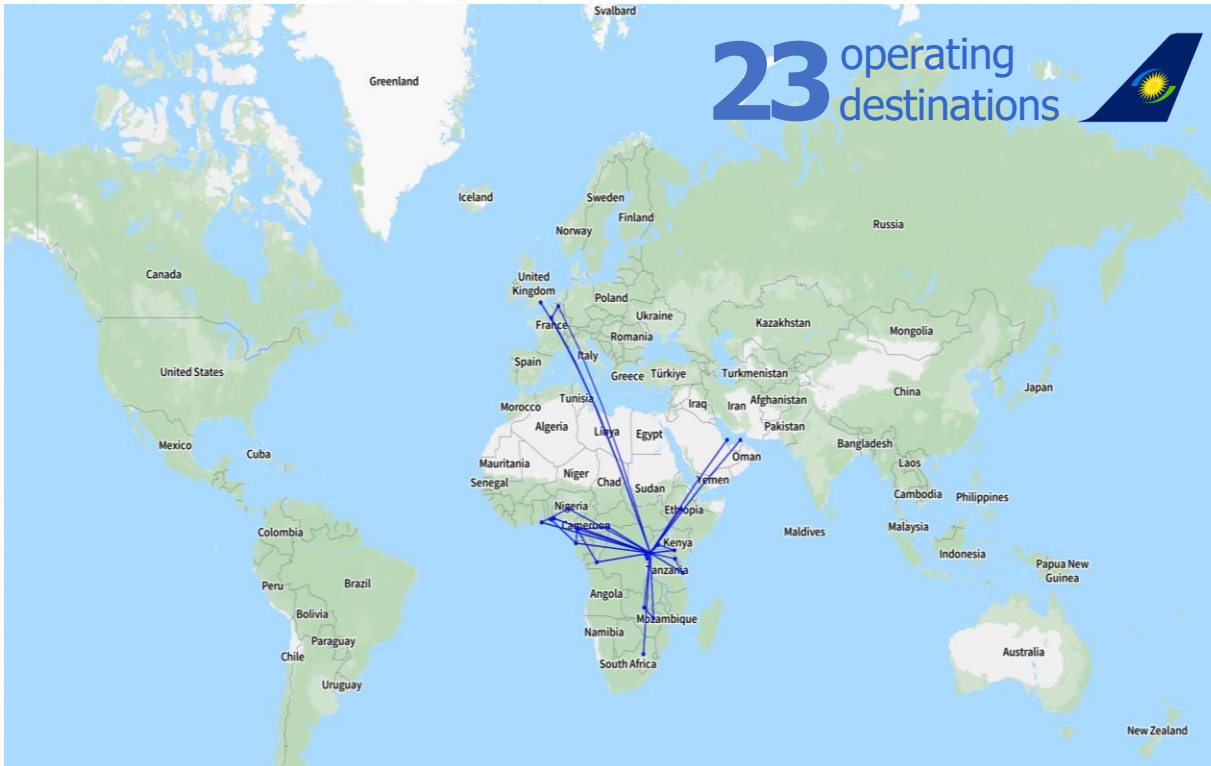 Svalbard
23 operating
destinations
Greenland
Iceland
Sweden
Finland
Norway
Russia
Canada
United
Kingdom
Poland
France
Ukraine
Kazakhstan
Mongolia
Romania
Italy
Spain
Greece
Türkiye
Turkmenistan
United States
China
Japan
Tunisia
Morocco
Iraq
Iran
Afghanistan
Algeria
Libya
Egypt
Pakistan
Mexico
Cuba
Bangladesh
Oman
Laos
Mauritania
Niger
Chad
Sudan
Yemen
Senegal
Cambodia
Philippines
Nigeria
Ethiopia
Cameroon
Colombia
Kenya
Maldives
Malaysia
Indonesia
Papua New
Guinea
Tanzania
Peru
Brazil
Angola
Bolivia
Mozambique
Namibia
Paraguay
Chile
South Africa
Australia
Uruguay
New Zealand